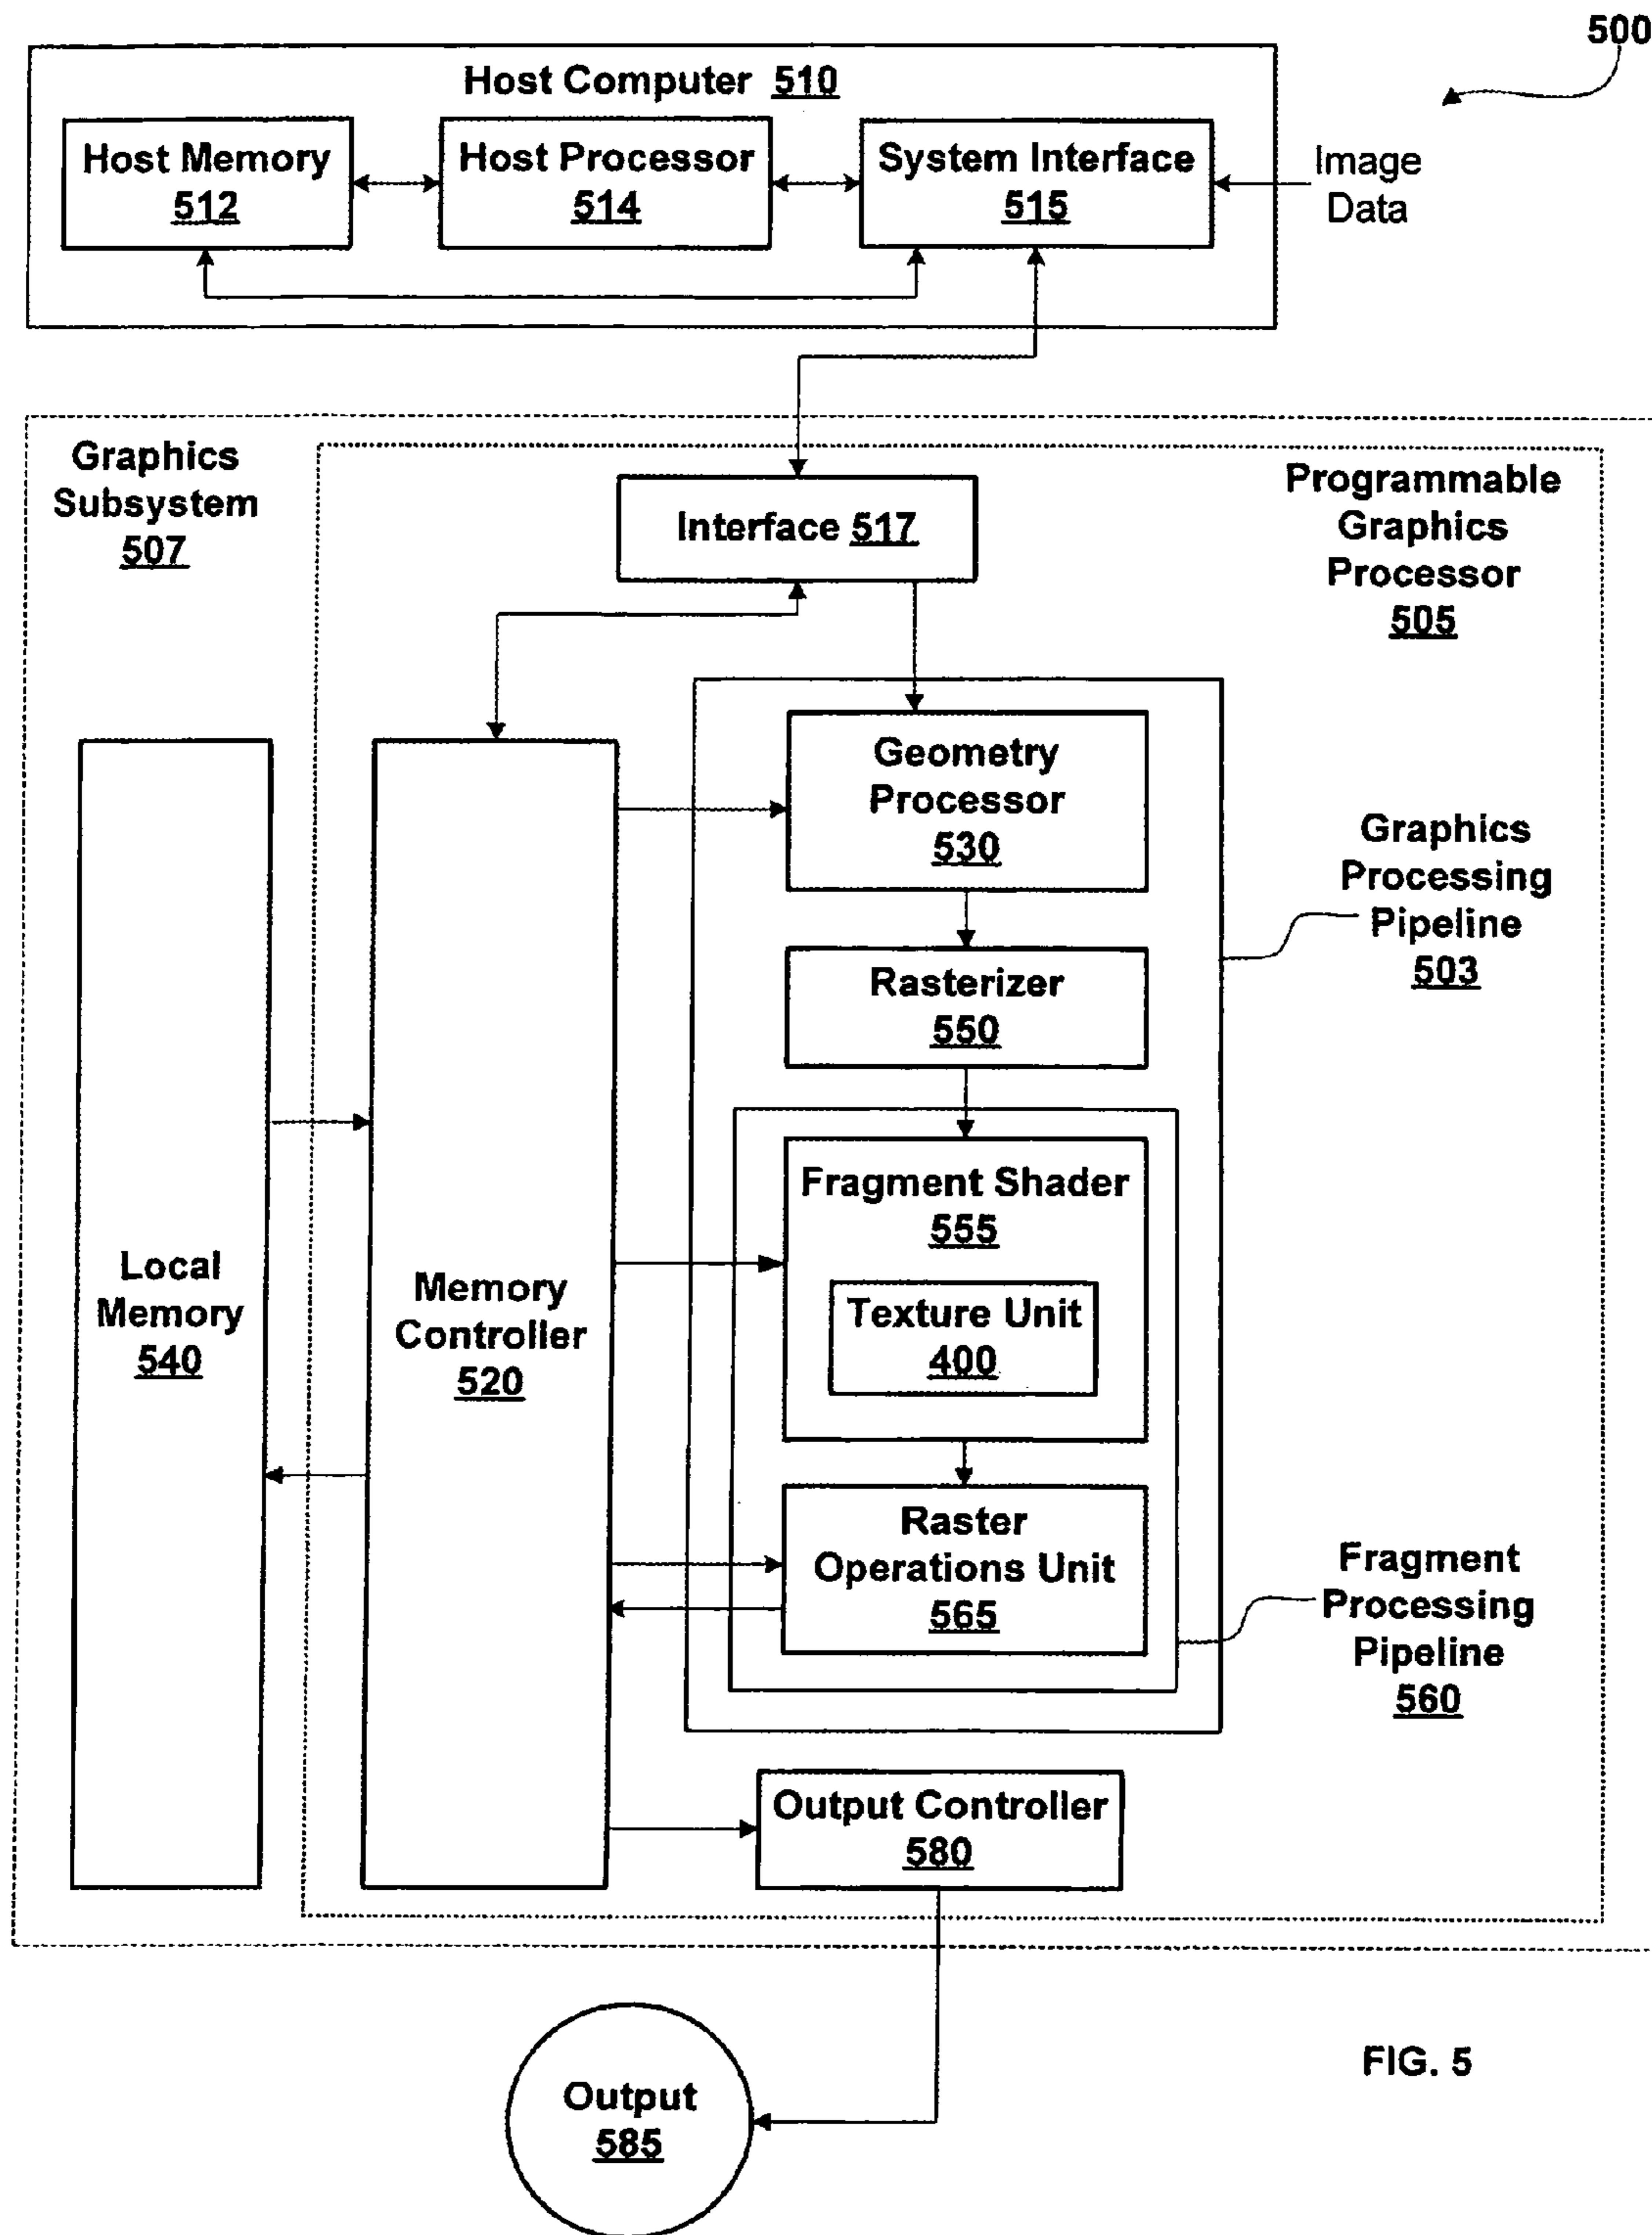 500
Host Computer 510
Host Memory
512
Host Processor
514
System Interface
515
Image
Data
Graphics
Subsystem
507
Interface 517
Programmable
Graphics
Processor
505
Geometry
Processor
530
Graphics
Processing
Pipeline
503
Rasterizer
550
Fragment Shader
555
Texture Unit
400
Local
Memory
540
Memory
Controller
520
Raster
Operations Unit
565
Fragment
Processing
Pipeline
560
Output Controller
580
Output
585
FIG. 5